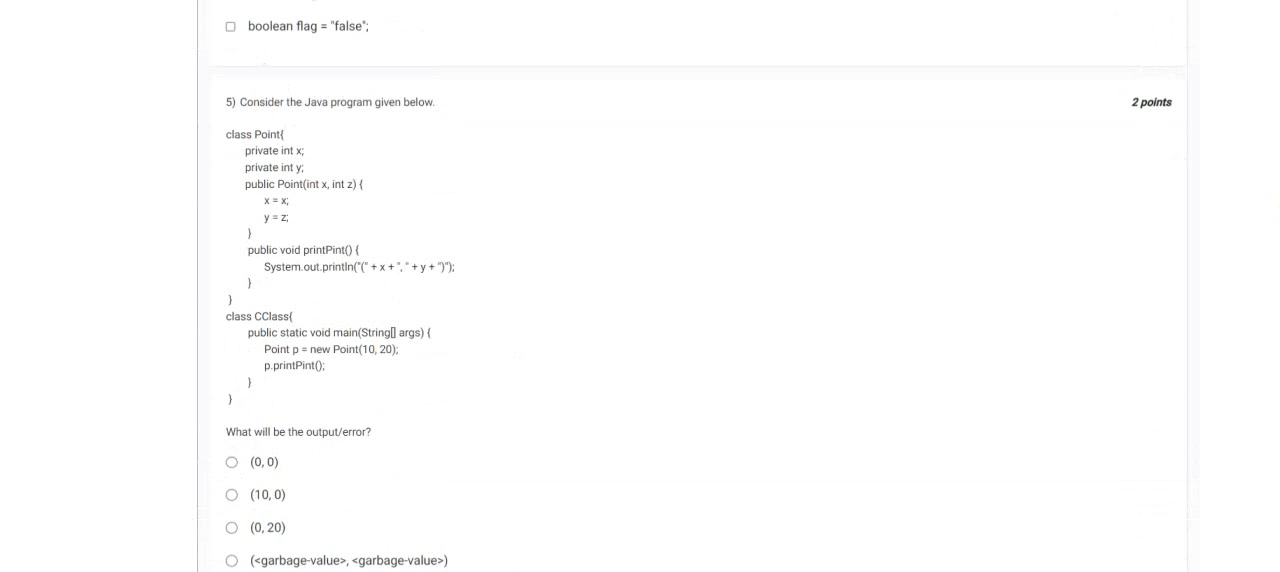 boolean flag = "false";
5) Consider the Java program given below.
2 points
class Point{
private int x;
private int y;
public Point(int x, int z) {
x = x;
y = z;
}
public void printPint() {
System.out.println("(" + x + ", " + y + ")");
}
}
class CClass{
public static void main(String[] args) {
Point p = new Point(10, 20);
p.printPint();
}
}
What will be the output/error?
(0, 0)
(10, 0)
(0, 20)
(<garbage-value>, <garbage-value>)